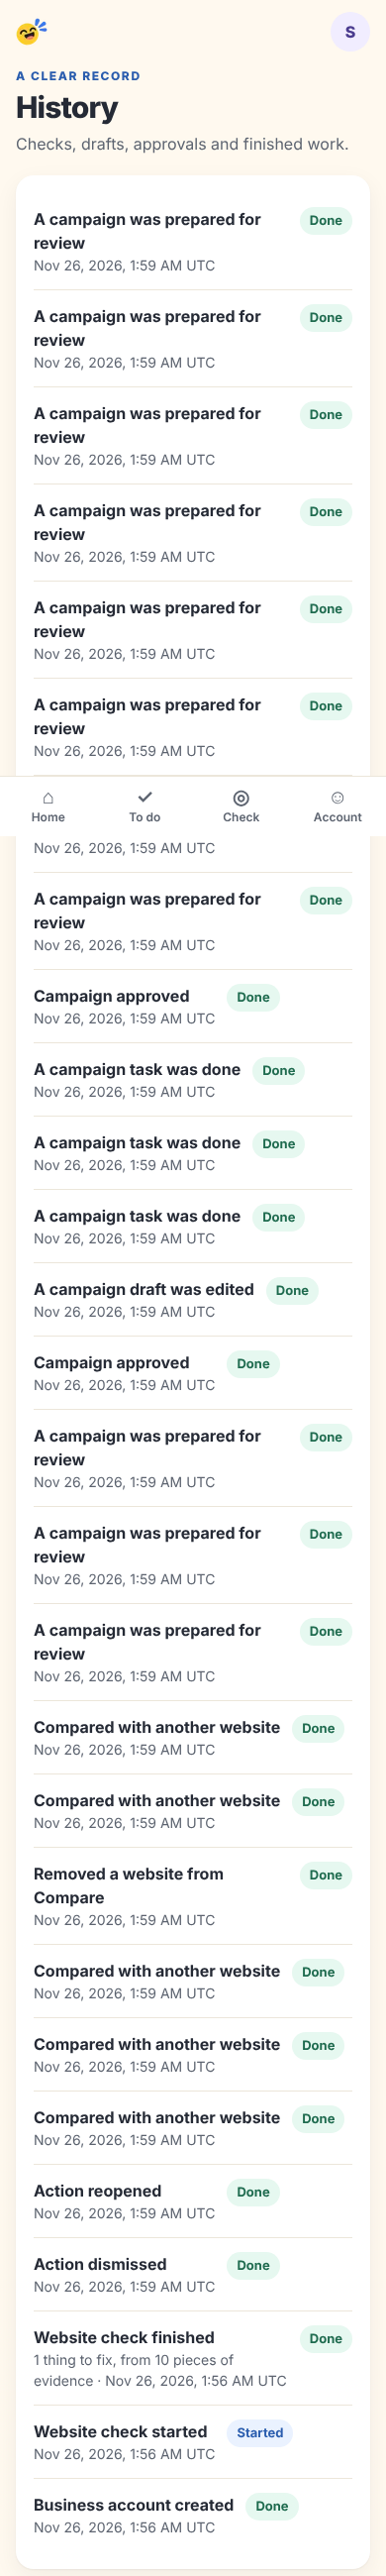 S
A CLEAR RECORD
History
Checks, drafts, approvals and finished work.
A campaign was prepared for
review
Done
Nov 26, 2026, 1:59 AM UTC
A campaign was prepared for
review
Done
Nov 26, 2026, 1:59 AM UTC
A campaign was prepared for
review
Done
Nov 26, 2026, 1:59 AM UTC
A campaign was prepared for
review
Done
Nov 26, 2026, 1:59 AM UTC
A campaign was prepared for
review
Done
Nov 26, 2026, 1:59 AM UTC
A campaign was prepared for
review
Done
Nov 26, 2026, 1:59 AM UTC
Home
To do
Check
Account
Nov 26, 2026, 1:59 AM UTC
A campaign was prepared for
review
Done
Nov 26, 2026, 1:59 AM UTC
Campaign approved
Done
Nov 26, 2026, 1:59 AM UTC
A campaign task was done
Done
Nov 26, 2026, 1:59 AM UTC
A campaign task was done
Done
Nov 26, 2026, 1:59 AM UTC
A campaign task was done
Done
Nov 26, 2026, 1:59 AM UTC
A campaign draft was edited
Done
Nov 26, 2026, 1:59 AM UTC
Campaign approved
Done
Nov 26, 2026, 1:59 AM UTC
A campaign was prepared for
review
Done
Nov 26, 2026, 1:59 AM UTC
A campaign was prepared for
review
Done
Nov 26, 2026, 1:59 AM UTC
A campaign was prepared for
review
Done
Nov 26, 2026, 1:59 AM UTC
Compared with another website
Done
Nov 26, 2026, 1:59 AM UTC
Compared with another website
Done
Nov 26, 2026, 1:59 AM UTC
Removed a website from
Compare
Done
Nov 26, 2026, 1:59 AM UTC
Compared with another website
Done
Nov 26, 2026, 1:59 AM UTC
Compared with another website
Done
Nov 26, 2026, 1:59 AM UTC
Compared with another website
Done
Nov 26, 2026, 1:59 AM UTC
Action reopened
Done
Nov 26, 2026, 1:59 AM UTC
Action dismissed
Done
Nov 26, 2026, 1:59 AM UTC
Website check finished
Done
1 thing to fix, from 10 pieces of
evidence · Nov 26, 2026, 1:56 AM UTC
Website check started
Started
Nov 26, 2026, 1:56 AM UTC
Business account created
Done
Nov 26, 2026, 1:56 AM UTC